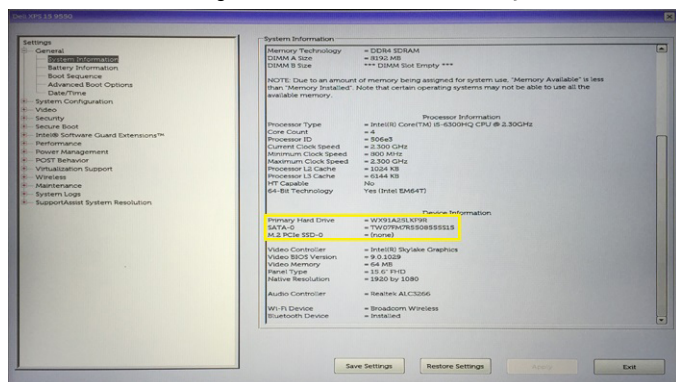 Dell XPS 15 9550
Settings
General
System Information
Battery Information
Boot Sequence
Advanced Boot Options
Date/Time
System Configuration
Video
Security
Secure Boot
Intel® Software Guard Extensions™
Performance
Power Management
POST Behavior
Virtualization Support
Wireless
Maintenance
System Logs
SupportAssist System Resolution
System Information
Memory Technology = DDR4 SDRAM
DIMM A Size = 8192 MB
DIMM B Size *** DIMM Slot Empty ***
NOTE: Due to an amount of memory being assigned for system use, "Memory Available" is less
than "Memory Installed". Note that certain operating systems may not be able to use all the
available memory.
Processor Information
Processor Type = Intel(R) Core(TM) i5-6300HQ CPU @ 2.30GHz
Core Count = 4
Processor ID = 506e3
Current Clock Speed = 2.300 GHz
Minimum Clock Speed = 800 MHz
Maximum Clock Speed = 2.300 GHz
Processor L2 Cache = 1024 KB
Processor L3 Cache = 6144 KB
HT Capable No
64-Bit Technology Yes (Intel EM64T)
Device Information
Primary Hard Drive
SATA-0
M.2 PCIe SSD-0 = (none)
Video Controller = Intel(R) Skylake Graphics
Video BIOS Version = 9.0.1029
Video Memory = 64 MB
Panel Type = 15.6" FHD
Native Resolution = 1920 by 1080
Audio Controller = Realtek ALC3266
Wi-Fi Device = Broadcom Wireless
Bluetooth Device = Installed
Save Settings
Restore Settings
Apply
Exit